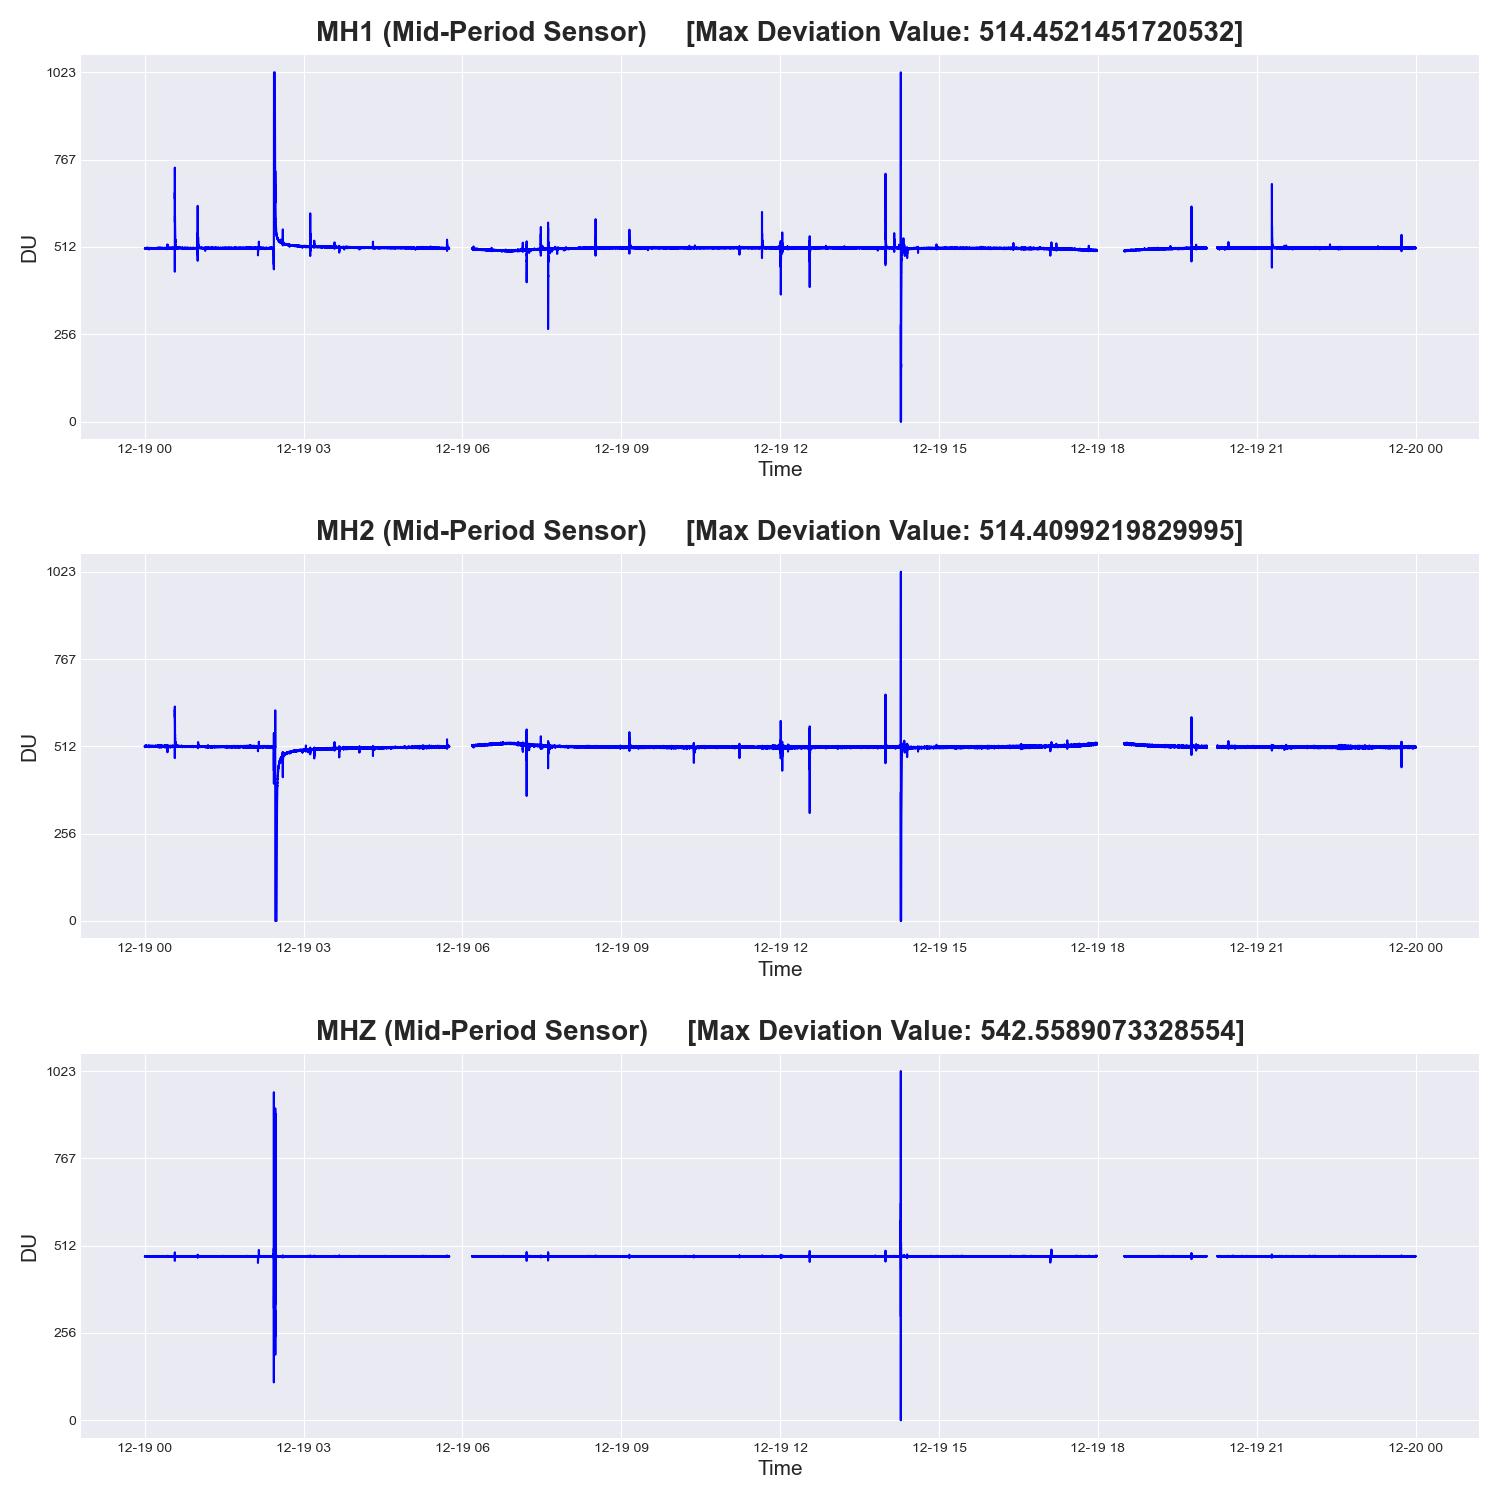 MH1 (Mid-Period Sensor) [Max Deviation Value: 514.4521451720532]
1023
767
512
256
0
DU
12-19 00 12-19 03 12-19 06 12-19 09 12-19 12 12-19 15 12-19 18 12-19 21 12-20 00
Time
MH2 (Mid-Period Sensor) [Max Deviation Value: 514.4099219829995]
1023
767
512
256
0
DU
12-19 00 12-19 03 12-19 06 12-19 09 12-19 12 12-19 15 12-19 18 12-19 21 12-20 00
Time
MHZ (Mid-Period Sensor) [Max Deviation Value: 542.5589073328554]
1023
767
512
256
0
DU
12-19 00 12-19 03 12-19 06 12-19 09 12-19 12 12-19 15 12-19 18 12-19 21 12-20 00
Time